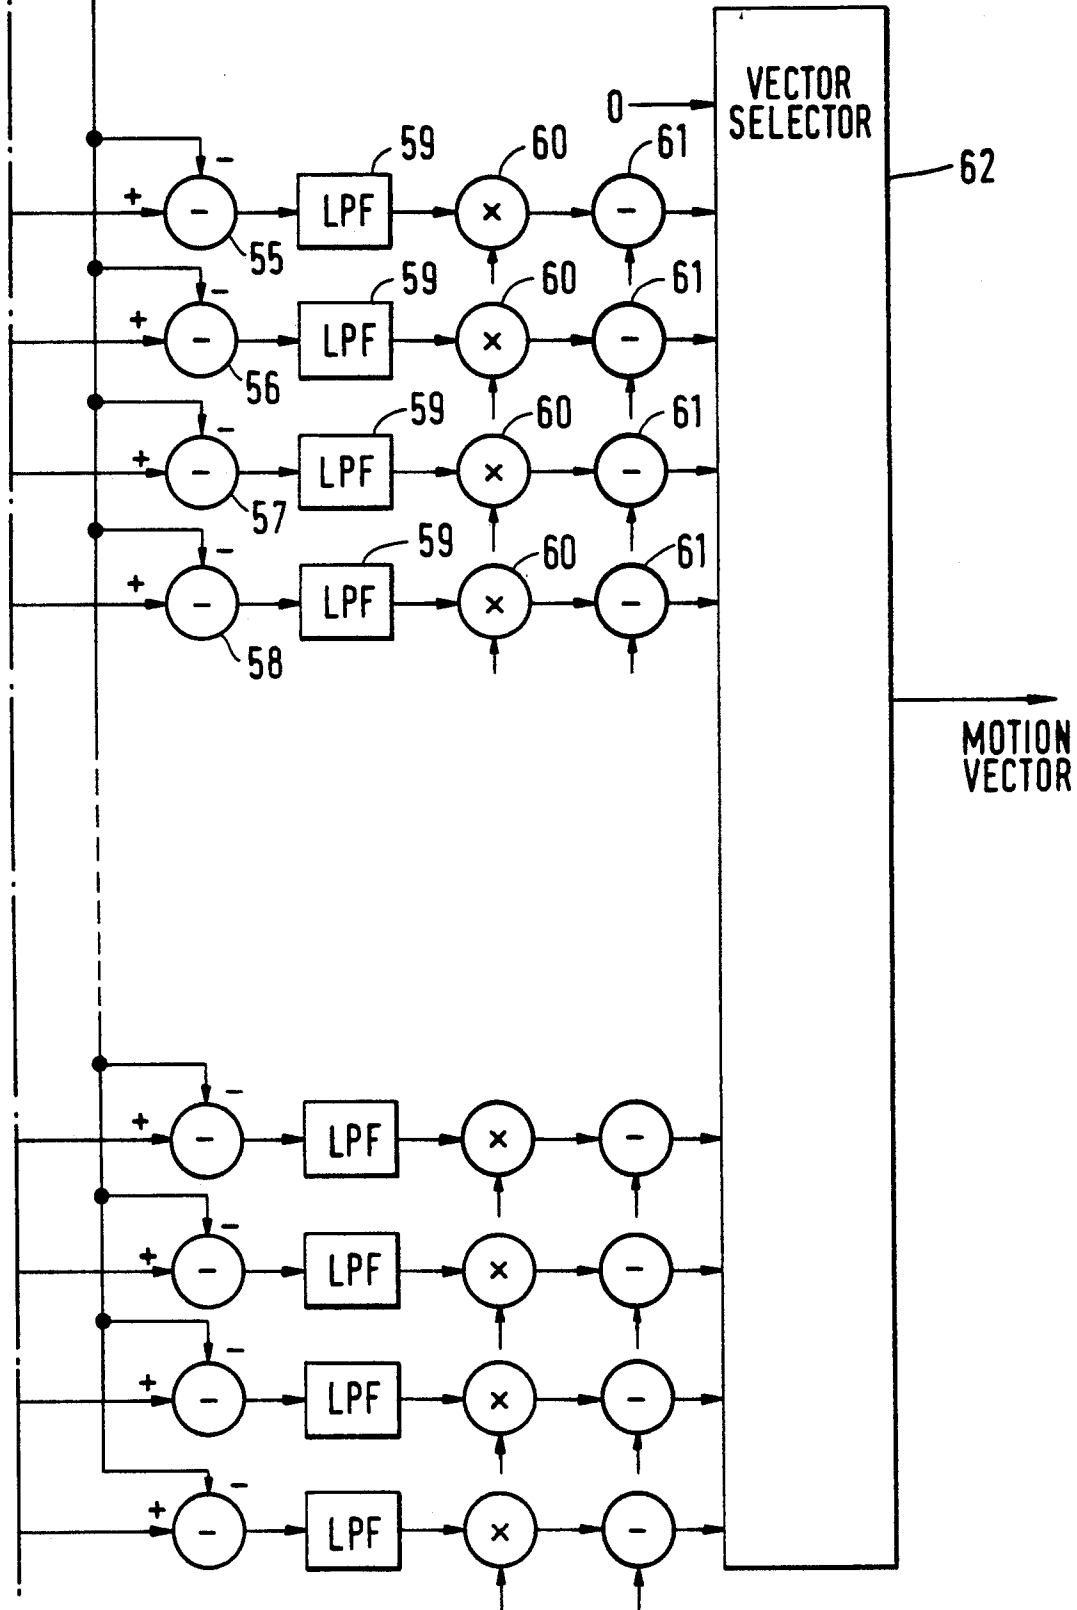 VECTOR
SELECTOR
0
62
59 60 61
−
+ − LPF × −
55
59 60 61
−
+ − LPF × −
56
59 60 61
−
+ − LPF × −
57
59 60 61
−
+ − LPF × −
58
MOTION
VECTOR
−
+ − LPF × −
−
+ − LPF × −
−
+ − LPF × −
−
+ − LPF × −